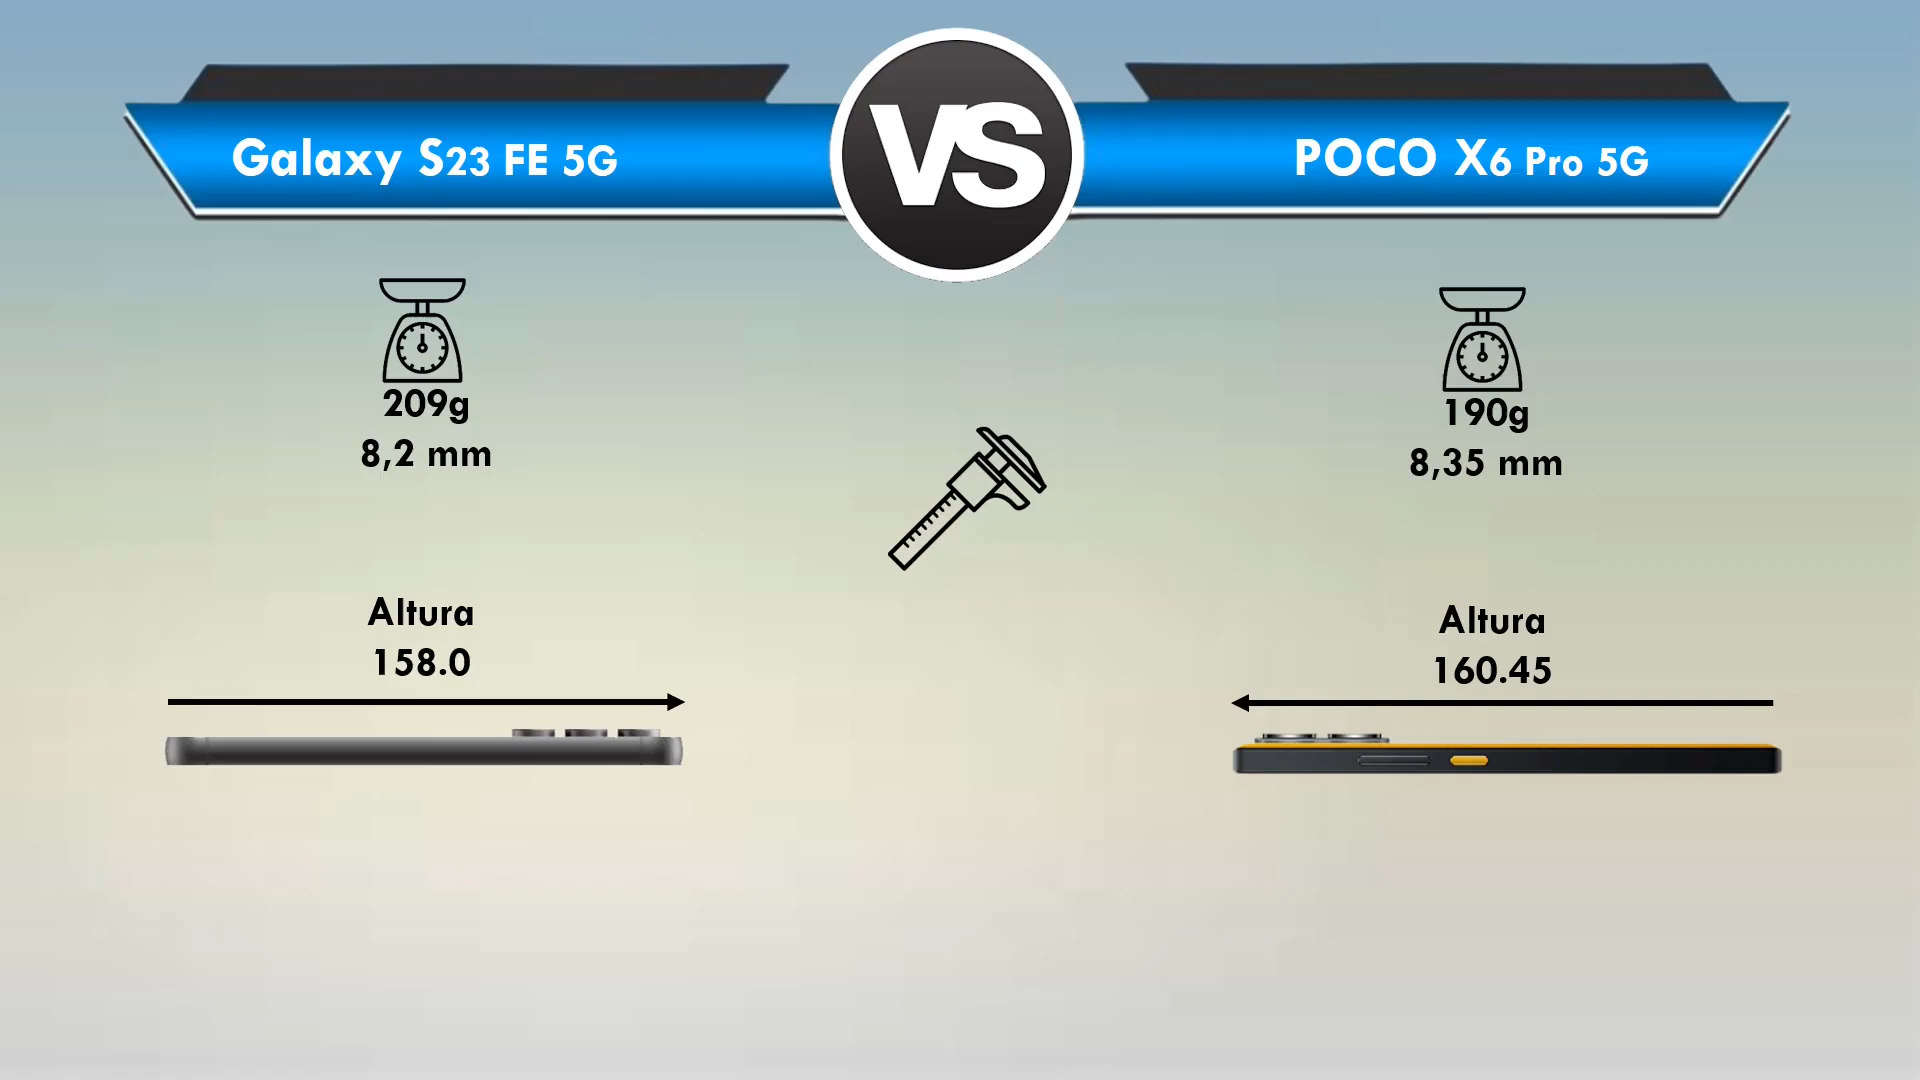 Galaxy S23 FE 5G
VS
POCO X6 Pro 5G
209g
8,2 mm
190g
8,35 mm
Altura
158.0
Altura
160.45